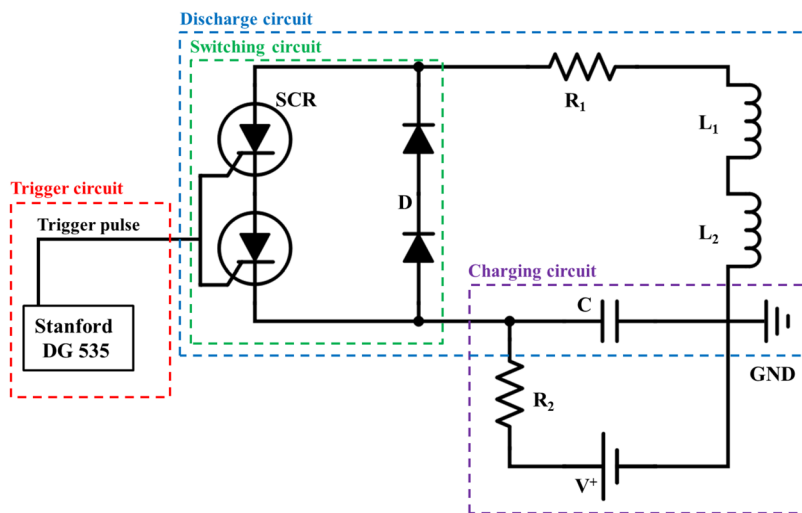 Discharge circuit
Switching circuit
SCR
R₁
L₁
Trigger circuit
D
Trigger pulse
L₂
Charging circuit
C
Stanford
DG 535
GND
R₂
V⁺